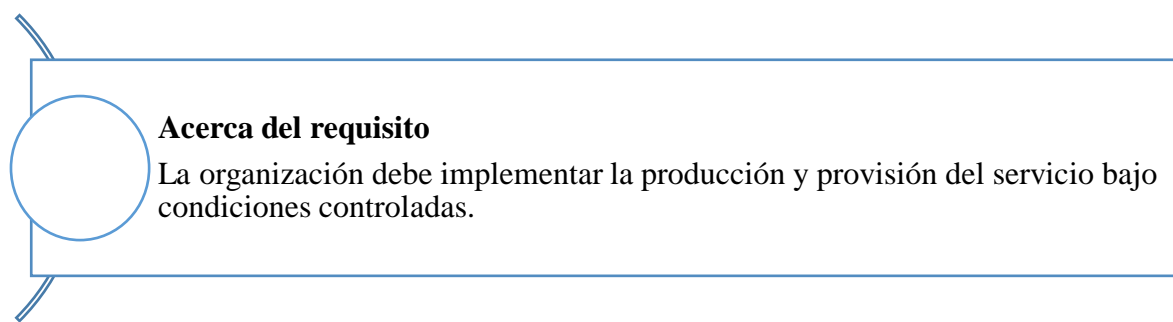 Acerca del requisito
La organización debe implementar la producción y provisión del servicio bajo
condiciones controladas.